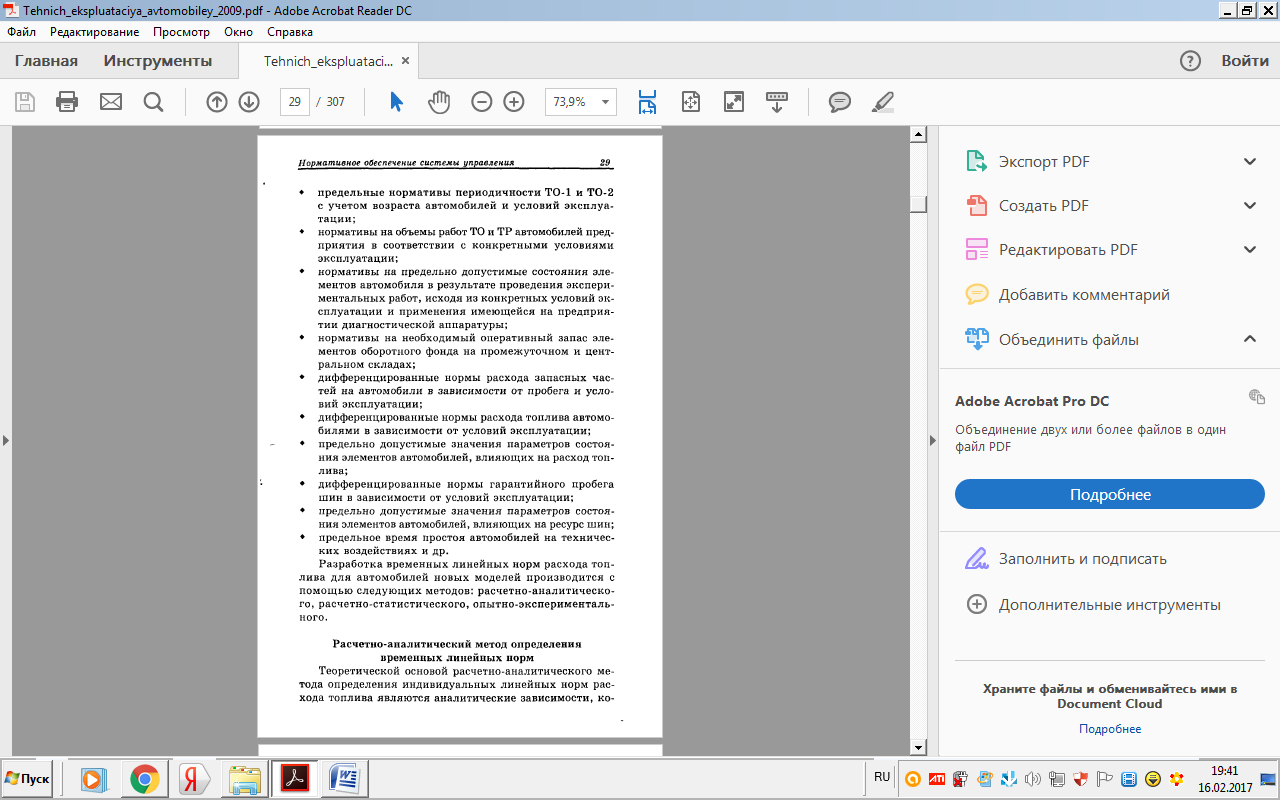 Tehnich_ekspluataciya_avtomobiley_2009.pdf - Adobe Acrobat Reader DC
Файл Редактирование Просмотр Окно Справка
Главная Инструменты Tehnich_ekspluataci... × ? Войти
29 / 307 73,9%
Нормативное обеспечение системы управления 29
• предельные нормативы периодичности ТО-1 и ТО-2
с учетом возраста автомобилей и условий эксплуа-
тации;
• нормативы на объемы работ ТО и ТР автомобилей пред-
приятия в соответствии с конкретными условиями
эксплуатации;
• нормативы на предельно допустимые состояния эле-
ментов автомобиля в результате проведения экспери-
ментальных работ, исходя из конкретных условий эк-
сплуатации и применения имеющейся на предприя-
тии диагностической аппаратуры;
• нормативы на необходимый оперативный запас эле-
ментов оборотного фонда на промежуточном и цент-
ральном складах;
• дифференцированные нормы расхода запасных час-
тей на автомобили в зависимости от пробега и усло-
вий эксплуатации;
• дифференцированные нормы расхода топлива автомо-
билями в зависимости от условий эксплуатации;
• предельно допустимые значения параметров состоя-
ния элементов автомобилей, влияющих на расход топ-
лива;
• дифференцированные нормы гарантийного пробега
шин в зависимости от условий эксплуатации;
• предельно допустимые значения параметров состоя-
ния элементов автомобилей, влияющих на ресурс шин;
• предельное время простоя автомобилей на техничес-
ких воздействиях и др.
Разработка временных линейных норм расхода топ-
лива для автомобилей новых моделей производится с
помощью следующих методов: расчетно-аналитическо-
го, расчетно-статистического, опытно-эксперименталь-
ного.
Расчетно-аналитический метод определения
временных линейных норм
Теоретической основой расчетно-аналитического ме-
тода определения индивидуальных линейных норм рас-
хода топлива являются аналитические зависимости, ко-
Экспорт PDF
Создать PDF
Редактировать PDF
Добавить комментарий
Объединить файлы
Adobe Acrobat Pro DC
Объединение двух или более файлов в один
файл PDF
Подробнее
Заполнить и подписать
Дополнительные инструменты
Храните файлы и обменивайтесь ими в
Document Cloud
Подробнее
Пуск RU 19:41
16.02.2017